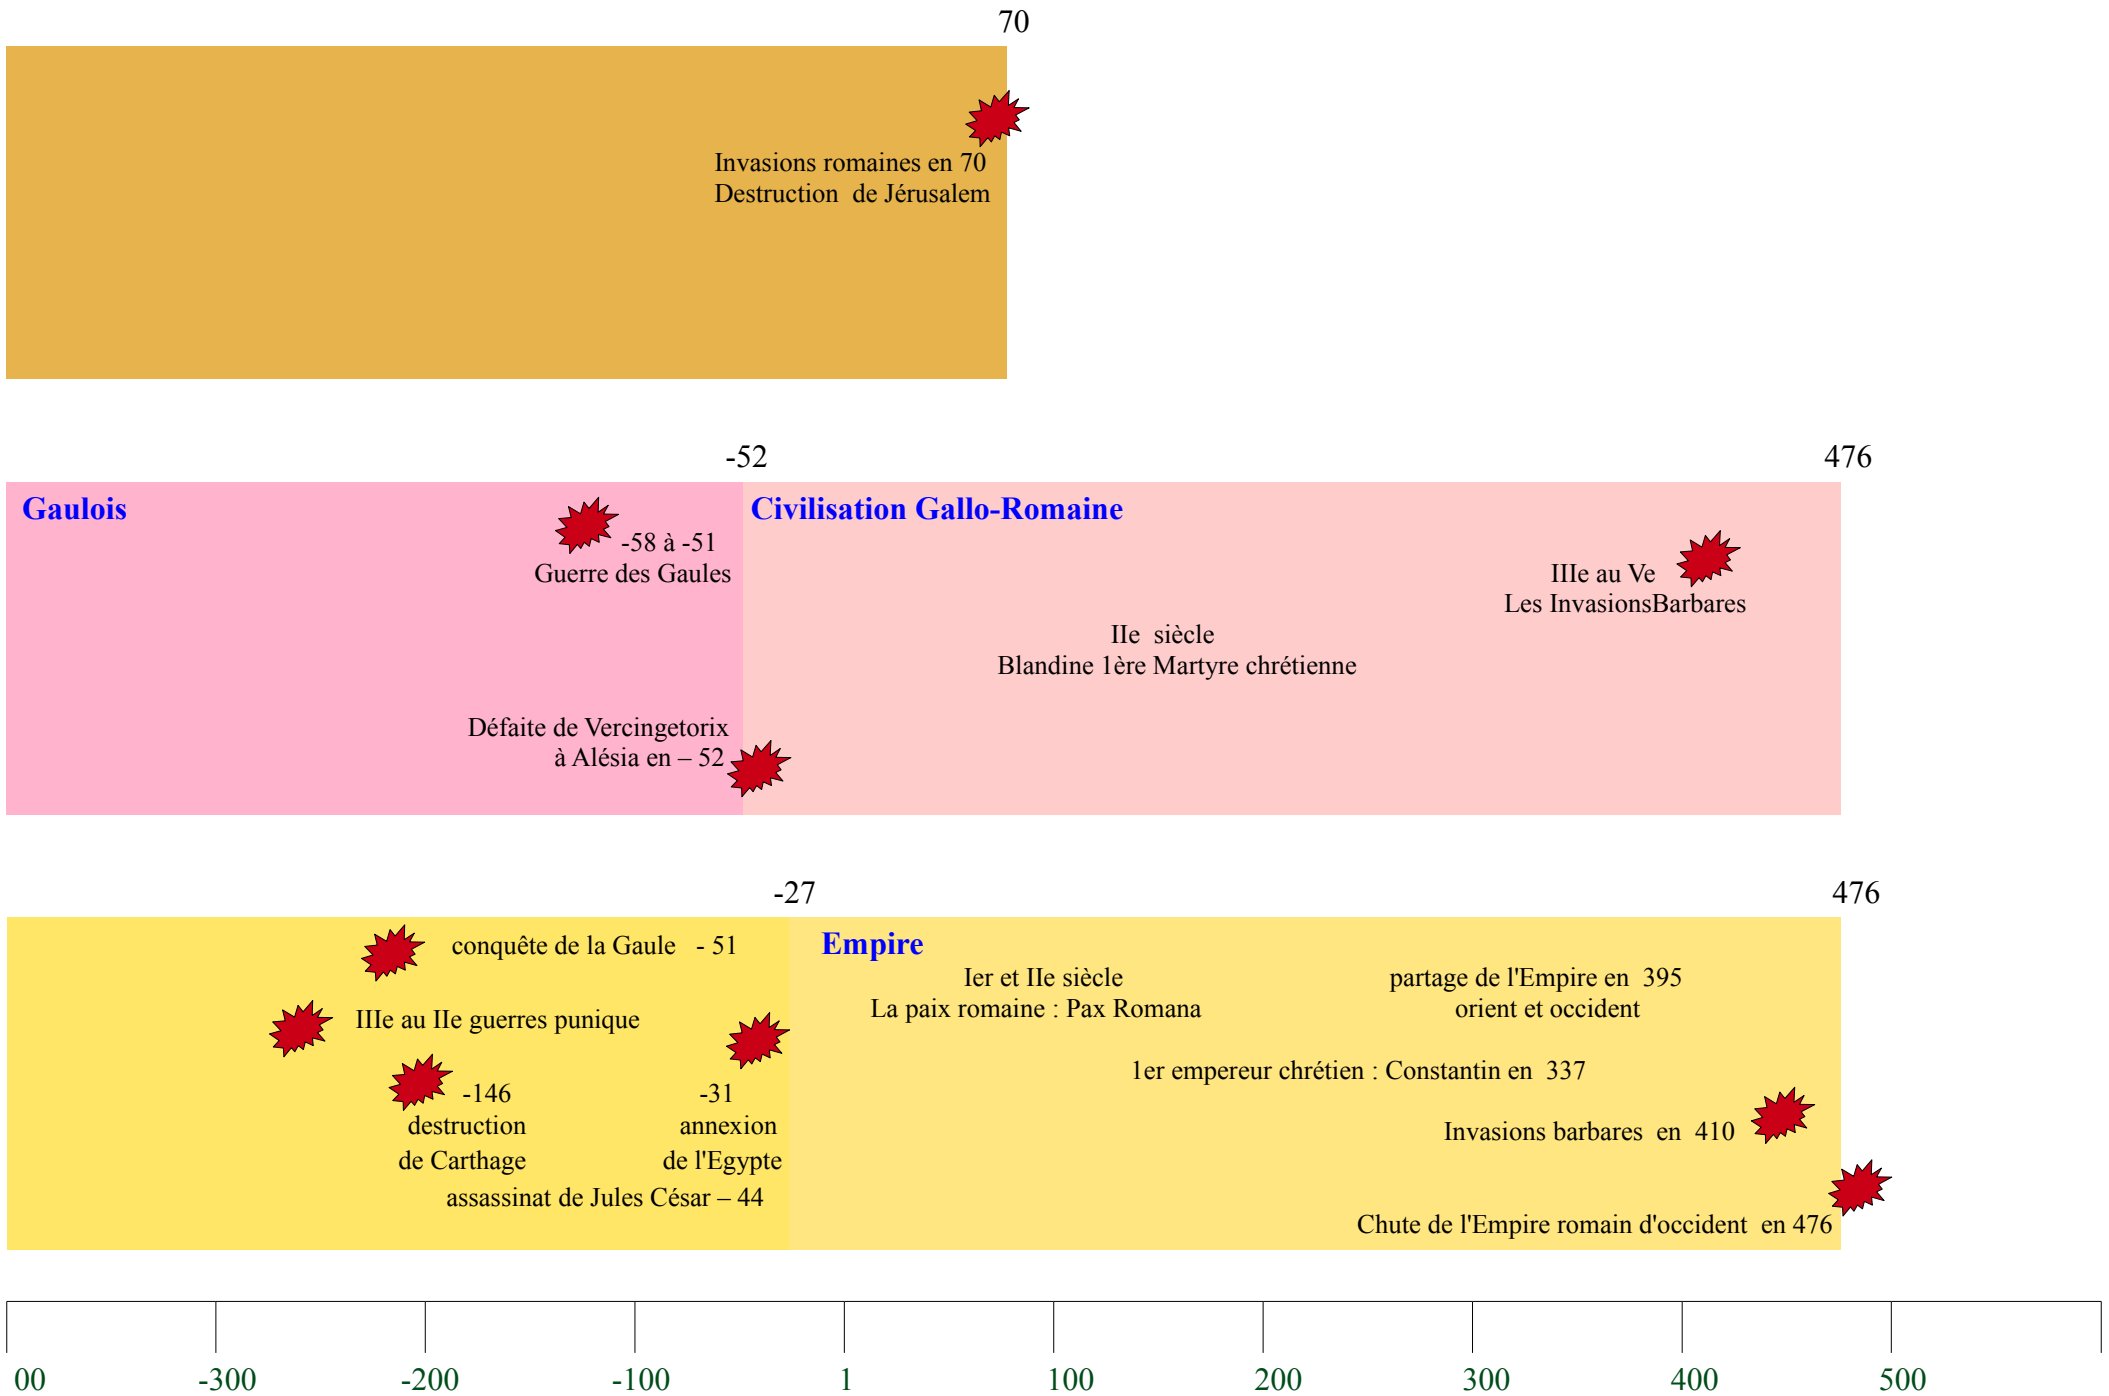 70
Invasions romaines en 70
Destruction  de Jérusalem
-52
476
Gaulois
-58 à -51
Guerre des Gaules
Défaite de Vercingetorix
à Alésia en – 52
Civilisation Gallo-Romaine
IIe  siècle
Blandine 1ère Martyre chrétienne
IIIe au Ve
Les InvasionsBarbares
-27
476
conquête de la Gaule   - 51
IIIe au IIe guerres punique
-146
destruction
de Carthage
-31
annexion
de l'Egypte
assassinat de Jules César – 44
Empire
Ier et IIe siècle
La paix romaine : Pax Romana
partage de l'Empire en  395
orient et occident
1er empereur chrétien : Constantin en  337
Invasions barbares  en  410
Chute de l'Empire romain d'occident  en 476
00 -300 -200 -100 1 100 200 300 400 500